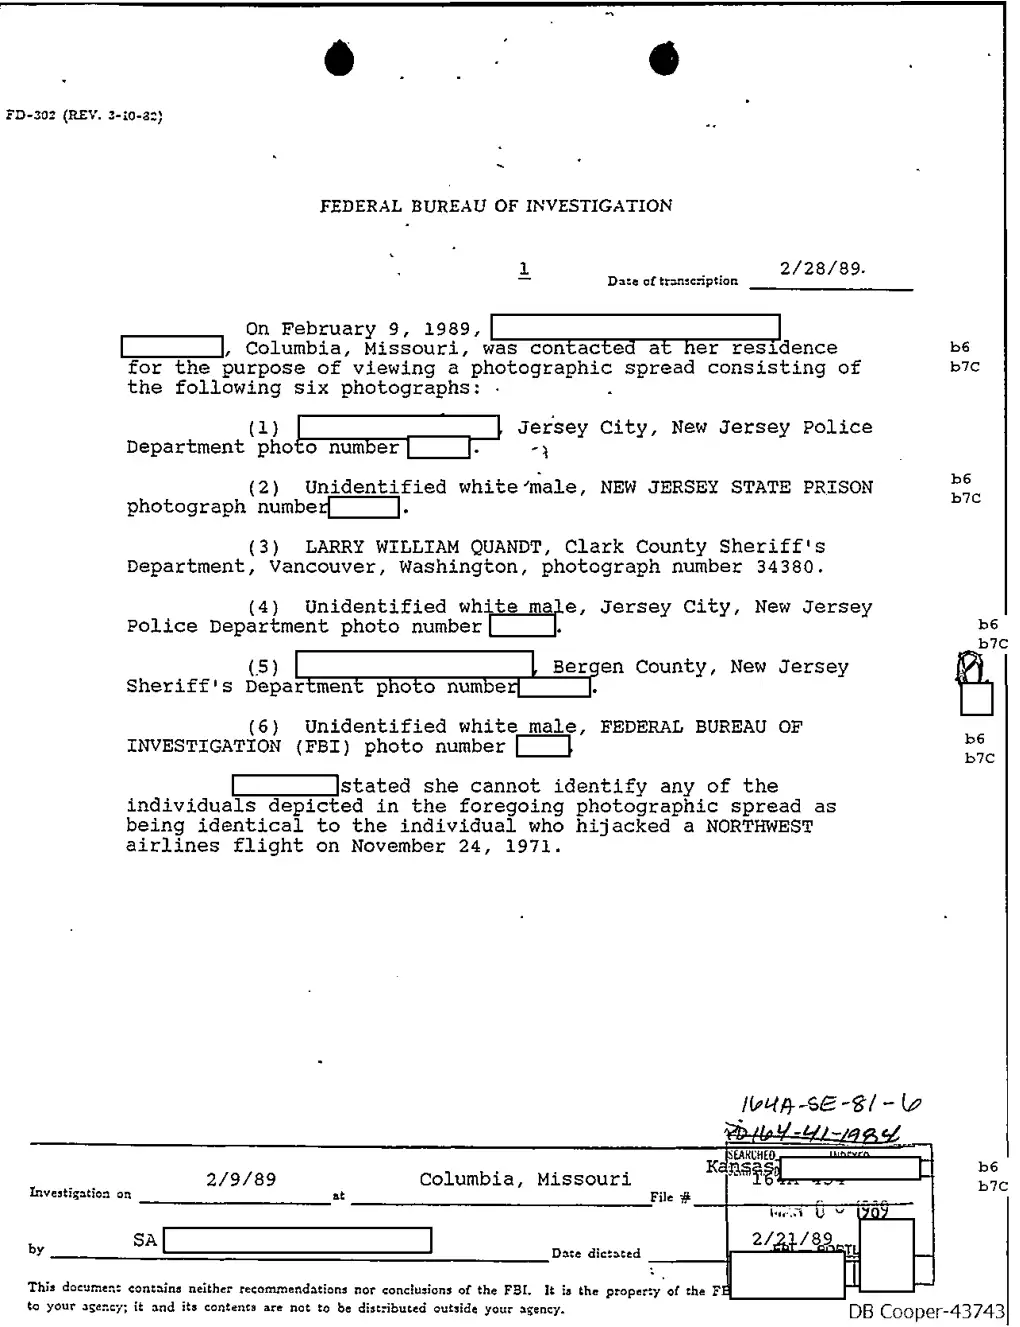 FD-302 (REV. 3-10-82)
FEDERAL BUREAU OF INVESTIGATION
1
Date of transcription 2/28/89.
On February 9, 1989,
, Columbia, Missouri, was contacted at her residence
for the purpose of viewing a photographic spread consisting of
the following six photographs:
b6
b7C
(1) , Jersey City, New Jersey Police
Department photo number .
(2) Unidentified white male, NEW JERSEY STATE PRISON
photograph number .
b6
b7C
(3) LARRY WILLIAM QUANDT, Clark County Sheriff's
Department, Vancouver, Washington, photograph number 34380.
(4) Unidentified white male, Jersey City, New Jersey
Police Department photo number .
b6
b7C
(5) , Bergen County, New Jersey
Sheriff's Department photo number .
(6) Unidentified white male, FEDERAL BUREAU OF
INVESTIGATION (FBI) photo number .
b6
b7C
stated she cannot identify any of the
individuals depicted in the foregoing photographic spread as
being identical to the individual who hijacked a NORTHWEST
airlines flight on November 24, 1971.
164A-SE-81-6
164-41-1984
SEARCHED INDEXED
Investigation on 2/9/89 at Columbia, Missouri File # Kansas
b6
b7C
1989
by SA Date dictated 2/21/89
This document contains neither recommendations nor conclusions of the FBI. It is the property of the
to your agency; it and its contents are not to be distributed outside your agency.
DB Cooper-43743